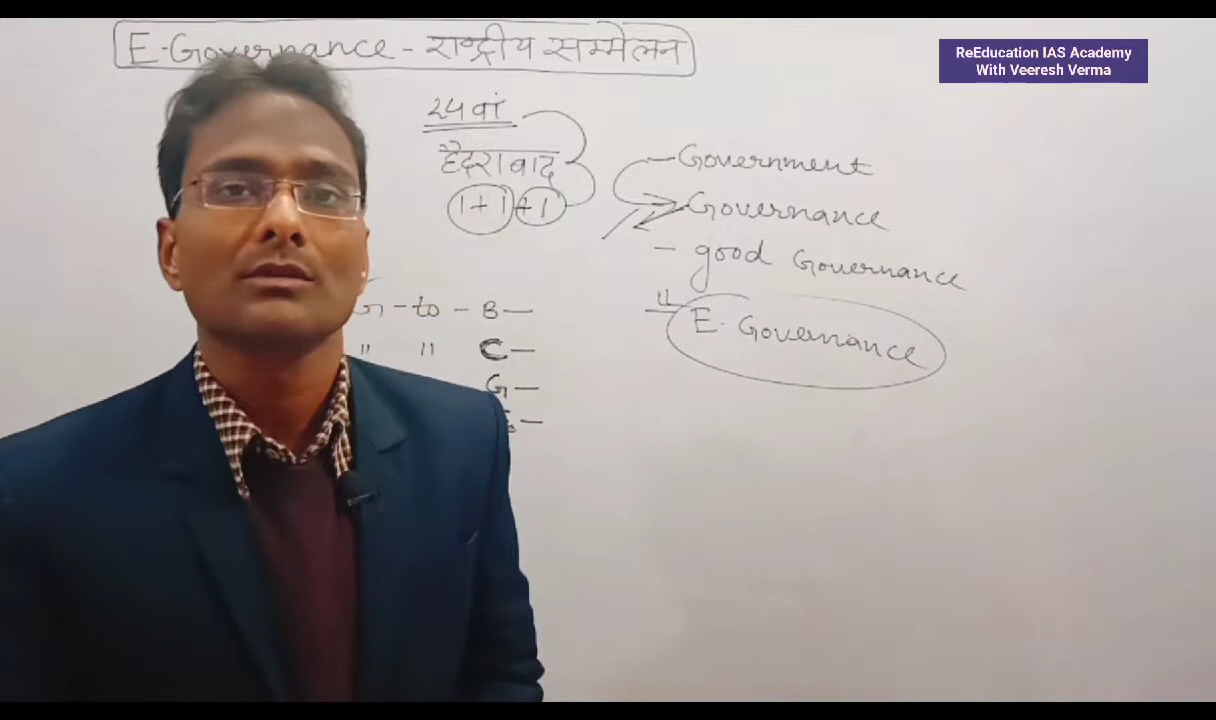 E-Governance - राष्ट्रीय सम्मेलन
ReEducation IAS Academy
With Veeresh Verma
24वां
हैदराबाद
1+1+1
Government
Governance
- good Governance
E-Governance
G - to - B -
" " C -
G -